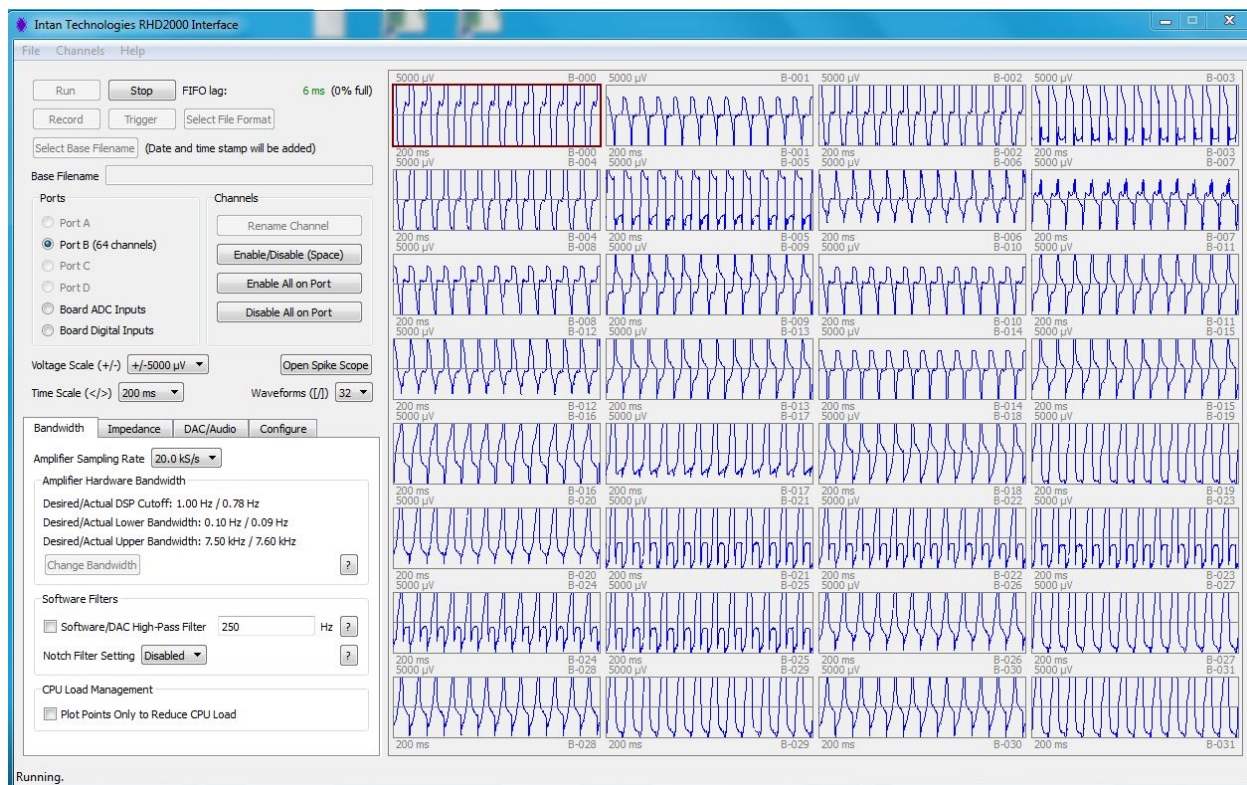 Intan Technologies RHD2000 Interface
File Channels Help
Run Stop FIFO lag: 6 ms (0% full)
Record Trigger Select File Format
Select Base Filename (Date and time stamp will be added)
Base Filename
Ports Channels
Port A Rename Channel
Port B (64 channels) Enable/Disable (Space)
Port C Enable All on Port
Port D Disable All on Port
Board ADC Inputs
Board Digital Inputs
Voltage Scale (+/-) +/-5000 µV Open Spike Scope
Time Scale (</>) 200 ms Waveforms ([/]) 32
Bandwidth Impedance DAC/Audio Configure
Amplifier Sampling Rate 20.0 kS/s
Amplifier Hardware Bandwidth
Desired/Actual DSP Cutoff: 1.00 Hz / 0.78 Hz
Desired/Actual Lower Bandwidth: 0.10 Hz / 0.09 Hz
Desired/Actual Upper Bandwidth: 7.50 kHz / 7.60 kHz
Change Bandwidth ?
Software Filters
Software/DAC High-Pass Filter 250 Hz ?
Notch Filter Setting Disabled ?
CPU Load Management
Plot Points Only to Reduce CPU Load
Running.
5000 µV B-000 5000 µV B-001 5000 µV B-002 5000 µV B-003
200 ms B-000 200 ms B-001 200 ms B-002 200 ms B-003
5000 µV B-004 5000 µV B-005 5000 µV B-006 5000 µV B-007
200 ms B-004 200 ms B-005 200 ms B-006 200 ms B-007
5000 µV B-008 5000 µV B-009 5000 µV B-010 5000 µV B-011
200 ms B-008 200 ms B-009 200 ms B-010 200 ms B-011
5000 µV B-012 5000 µV B-013 5000 µV B-014 5000 µV B-015
200 ms B-012 200 ms B-013 200 ms B-014 200 ms B-015
5000 µV B-016 5000 µV B-017 5000 µV B-018 5000 µV B-019
200 ms B-016 200 ms B-017 200 ms B-018 200 ms B-019
5000 µV B-020 5000 µV B-021 5000 µV B-022 5000 µV B-023
200 ms B-020 200 ms B-021 200 ms B-022 200 ms B-023
5000 µV B-024 5000 µV B-025 5000 µV B-026 5000 µV B-027
200 ms B-024 200 ms B-025 200 ms B-026 200 ms B-027
5000 µV B-028 5000 µV B-029 5000 µV B-030 5000 µV B-031
200 ms B-028 200 ms B-029 200 ms B-030 200 ms B-031